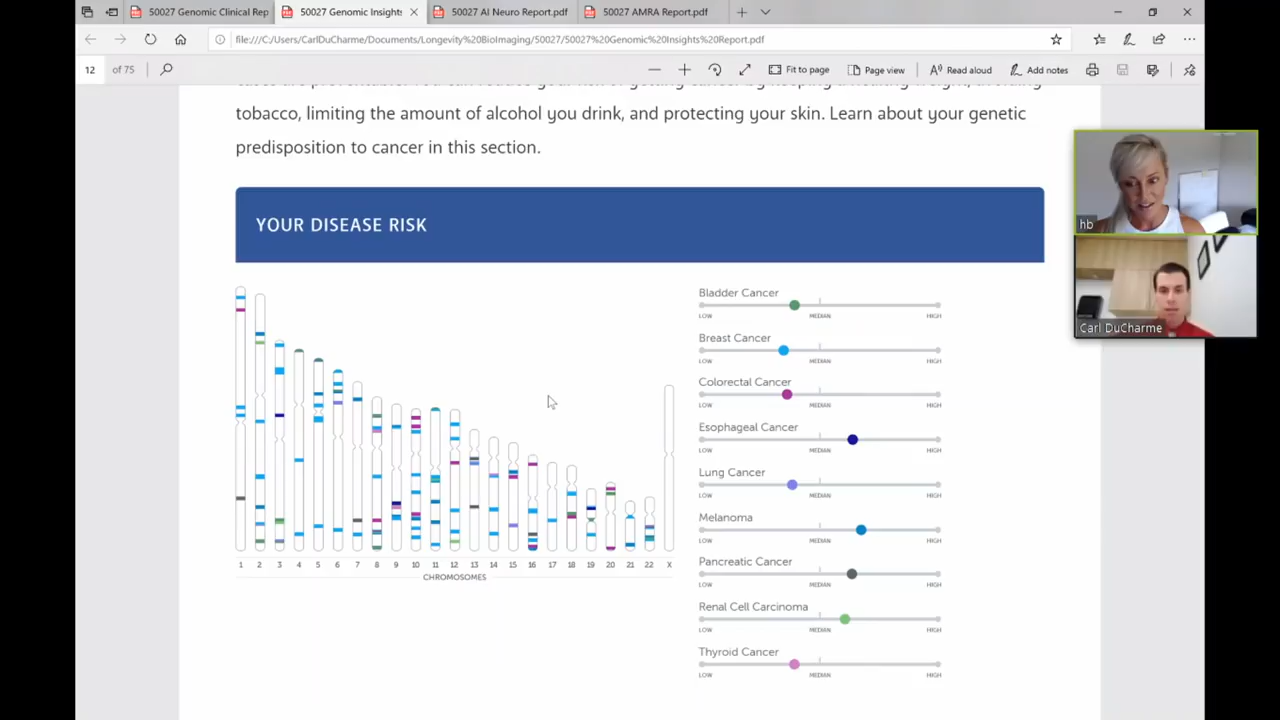 50027 Genomic Clinical Rep
50027 Genomic Insights
50027 AI Neuro Report.pdf
50027 AMRA Report.pdf
file:///C:/Users/CarlDuCharme/Documents/Longevity%20BioImaging/50027/50027%20Genomic%20Insights%20Report.pdf
12 of 75
Fit to page
Page view
Read aloud
Add notes
tobacco, limiting the amount of alcohol you drink, and protecting your skin. Learn about your genetic
predisposition to cancer in this section.
hb
Carl DuCharme
YOUR DISEASE RISK
1 2 3 4 5 6 7 8 9 10 11 12 13 14 15 16 17 18 19 20 21 22 X
CHROMOSOMES
Bladder Cancer
LOW MEDIAN HIGH
Breast Cancer
LOW MEDIAN HIGH
Colorectal Cancer
LOW MEDIAN HIGH
Esophageal Cancer
LOW MEDIAN HIGH
Lung Cancer
LOW MEDIAN HIGH
Melanoma
LOW MEDIAN HIGH
Pancreatic Cancer
LOW MEDIAN HIGH
Renal Cell Carcinoma
LOW MEDIAN HIGH
Thyroid Cancer
LOW MEDIAN HIGH